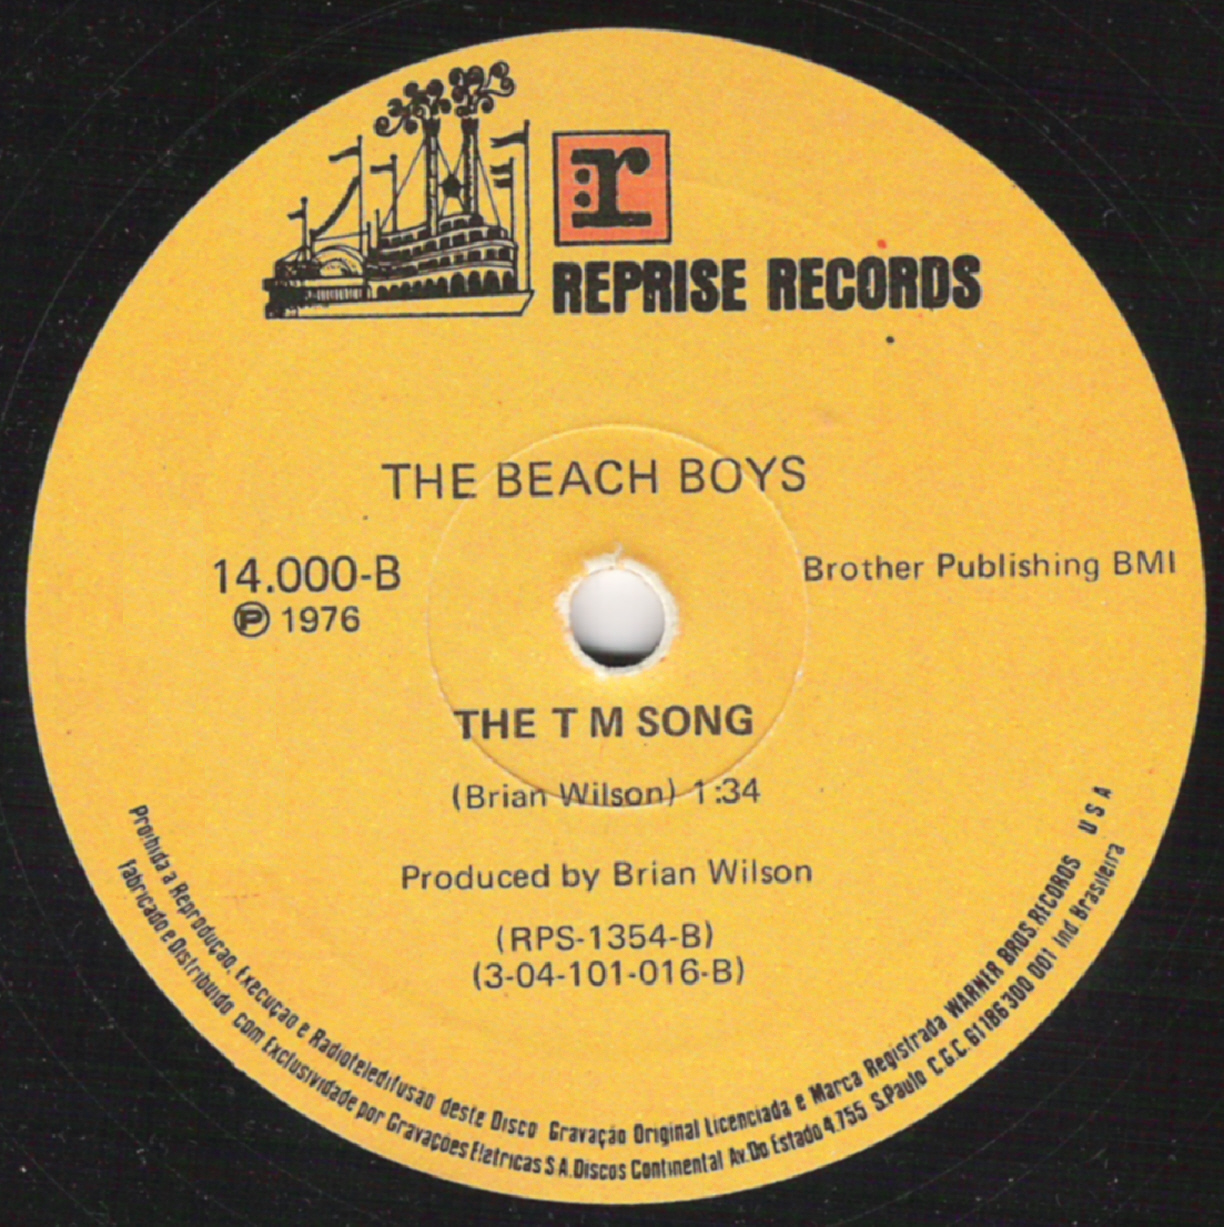 r
REPRISE RECORDS
THE BEACH BOYS
14.000-B
Ⓟ 1976
Brother Publishing BMI
THE T M SONG
(Brian Wilson) 1:34
Produced by Brian Wilson
(RPS-1354-B)
(3-04-101-016-B)
Proibida a Reprodução, Execução e Radioteledifusao deste Disco Gravação Original Licenciada e Marca Registrada WARNER BROS. RECORDS USA
Fabricado e Distribuido com Exclusividade por Gravações Elétricas S A. Discos Continental Av. Do Estado 4.755 S.Paulo C.G.C. 61 186 300 001 Ind Brasileira